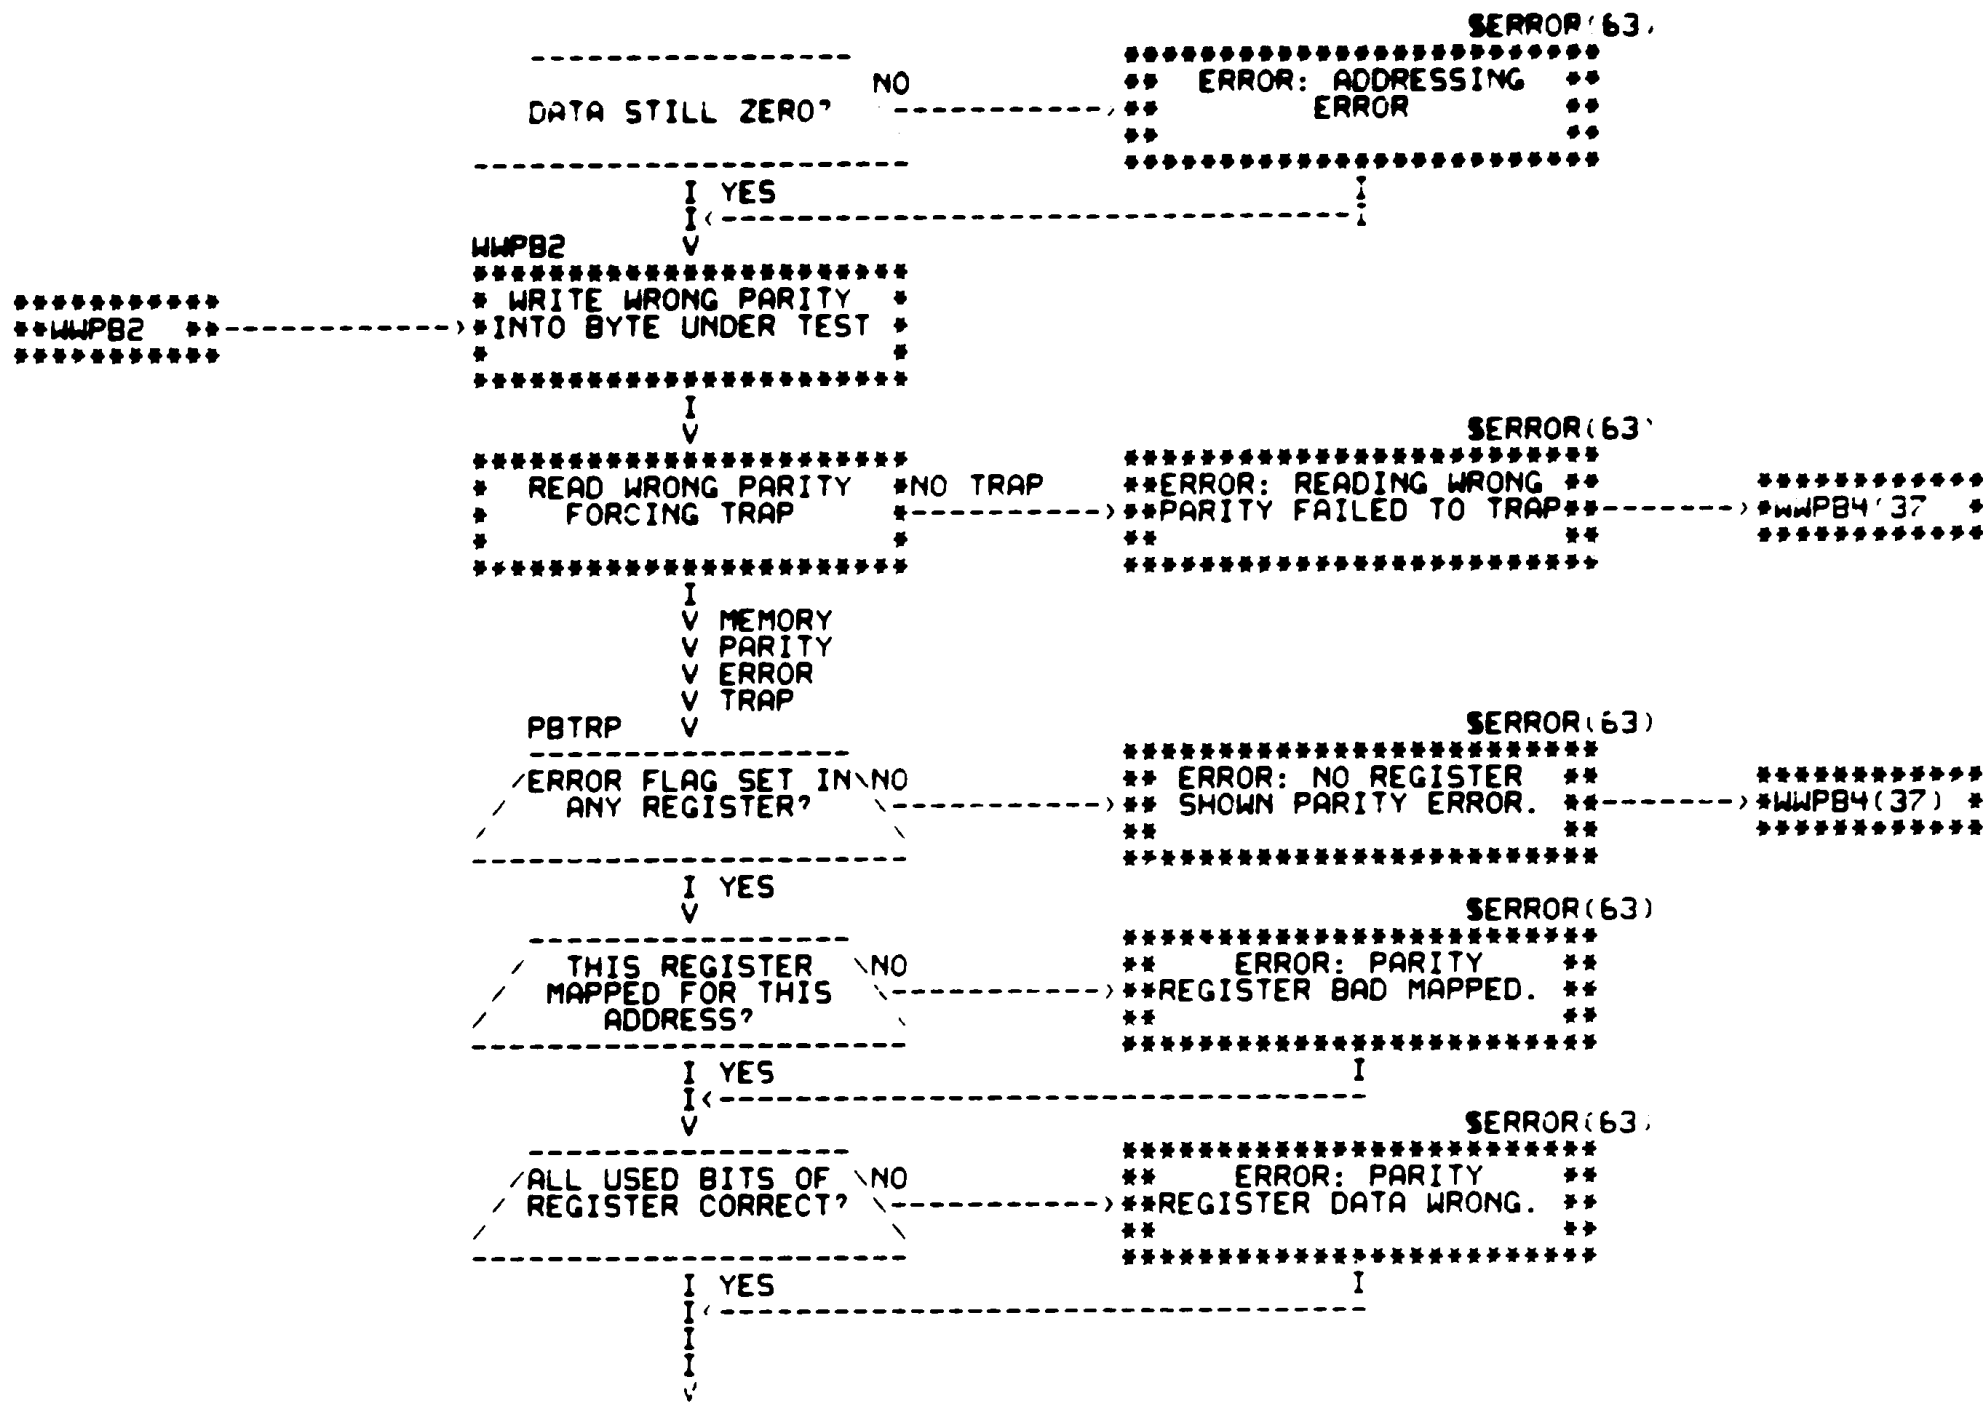 $ERROR(63)
NO
ERROR: ADDRESSING
DATA STILL ZERO?
ERROR
YES
WWPB2
WRITE WRONG PARITY
WWPB2
INTO BYTE UNDER TEST
$ERROR(63)
READ WRONG PARITY
NO TRAP
ERROR: READING WRONG
FORCING TRAP
PARITY FAILED TO TRAP
WWPB4(37
MEMORY
PARITY
ERROR
TRAP
PBTRP
$ERROR(63)
ERROR FLAG SET IN
NO
ERROR: NO REGISTER
ANY REGISTER?
SHOWN PARITY ERROR.
WWPB4(37)
YES
$ERROR(63)
THIS REGISTER
NO
ERROR: PARITY
MAPPED FOR THIS
REGISTER BAD MAPPED.
ADDRESS?
YES
$ERROR(63)
ALL USED BITS OF
NO
ERROR: PARITY
REGISTER CORRECT?
REGISTER DATA WRONG.
YES